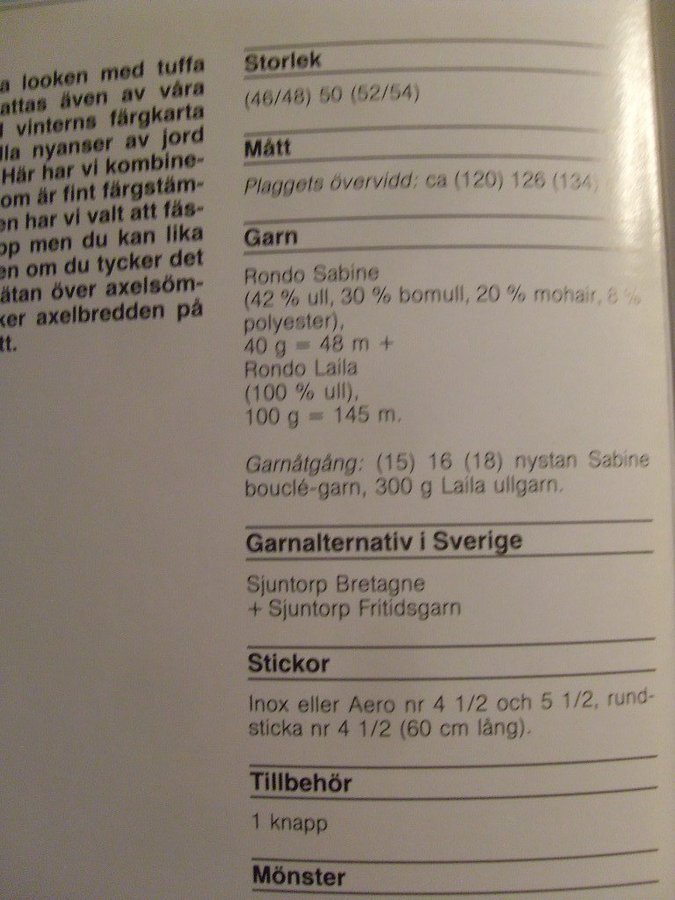 a looken med tuffa
attas även av våra
vinterns färgkarta
lla nyanser av jord
Här har vi kombine-
om är fint färgstäm-
en har vi valt att fäs-
pp men du kan lika
en om du tycker det
ätan över axelsöm-
ker axelbredden på
tt.
Storlek
(46/48) 50 (52/54)
Mått
Plaggets övervidd: ca (120) 126 (134)
Garn
Rondo Sabine
(42 % ull, 30 % bomull, 20 % mohair, 8 %
polyester),
40 g = 48 m +
Rondo Laila
(100 % ull),
100 g = 145 m.
Garnåtgång: (15) 16 (18) nystan Sabine
bouclé-garn, 300 g Laila ullgarn.
Garnalternativ i Sverige
Sjuntorp Bretagne
+ Sjuntorp Fritidsgarn
Stickor
Inox eller Aero nr 4 1/2 och 5 1/2, rund-
sticka nr 4 1/2 (60 cm lång).
Tillbehör
1 knapp
Mönster